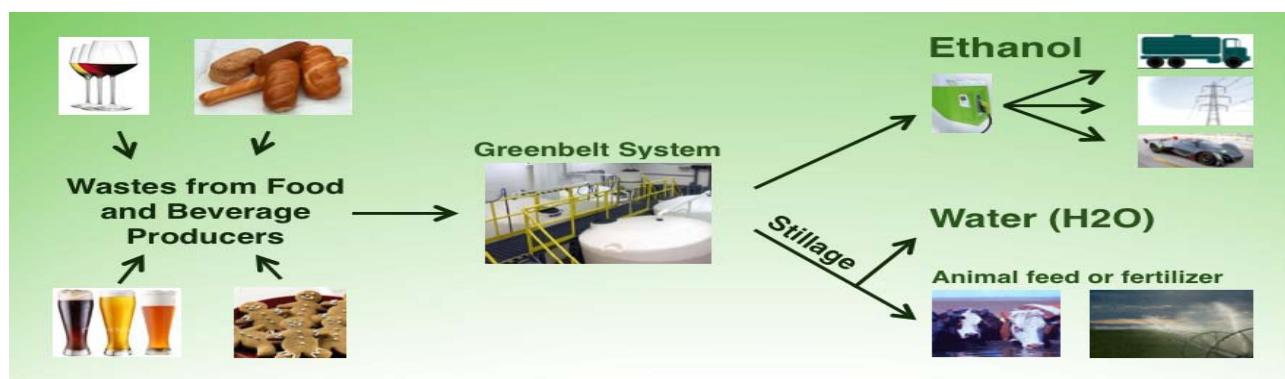 Wastes from Food
and Beverage
Producers
Greenbelt System
Stillage
Ethanol
Water (H2O)
Animal feed or fertilizer